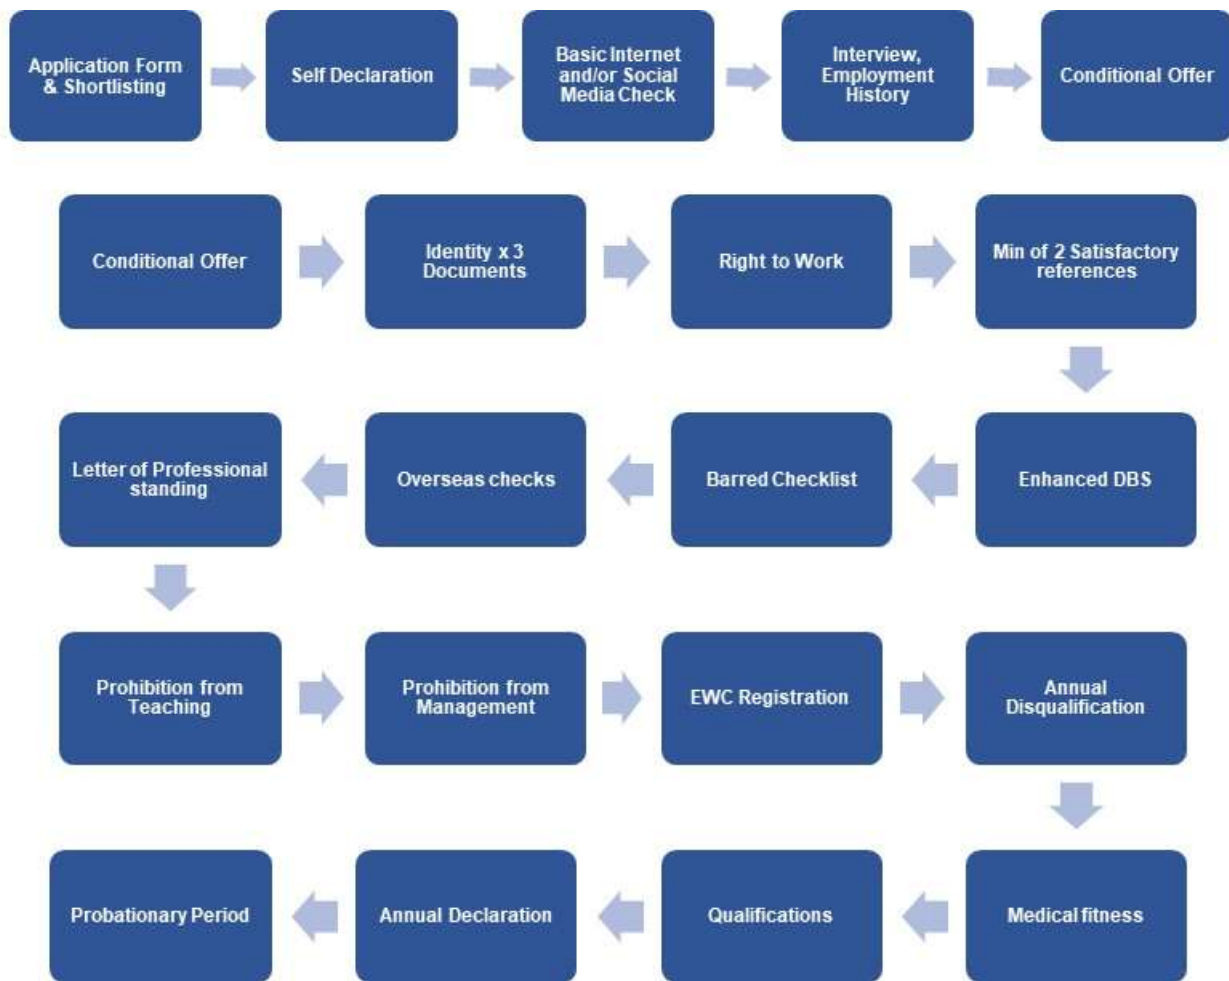 Application Form
& Shortlisting
Self Declaration
Basic Internet
and/or Social
Media Check
Interview,
Employment
History
Conditional Offer
Conditional Offer
Identity x 3
Documents
Right to Work
Min of 2 Satisfactory
references
Enhanced DBS
Barred Checklist
Overseas checks
Letter of Professional
standing
Prohibition from
Teaching
Prohibition from
Management
EWC Registration
Annual
Disqualification
Medical fitness
Qualifications
Annual Declaration
Probationary Period